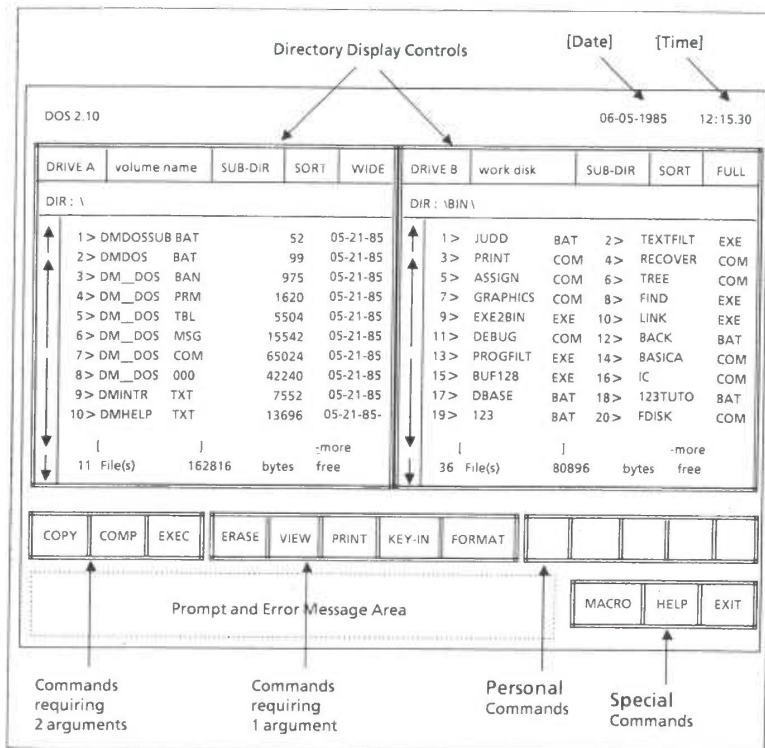 Directory Display Controls
[Date] [Time]
DOS 2.10 06-05-1985 12:15.30
DRIVE A volume name SUB-DIR SORT WIDE
DIR : \
1> DMDOSSUB BAT 52 05-21-85
2> DMDOS BAT 99 05-21-85
3> DM__DOS BAN 975 05-21-85
4> DM__DOS PRM 1620 05-21-85
5> DM__DOS TBL 5504 05-21-85
6> DM__DOS MSG 15542 05-21-85
7> DM__DOS COM 65024 05-21-85
8> DM__DOS 000 42240 05-21-85
9> DMINTR TXT 7552 05-21-85
10> DMHELP TXT 13696 05-21-85-
[ ] -more
11 File(s) 162816 bytes free
DRIVE B work disk SUB-DIR SORT FULL
DIR : \BIN\
1> JUDD BAT 2> TEXTFILT EXE
3> PRINT COM 4> RECOVER COM
5> ASSIGN COM 6> TREE COM
7> GRAPHICS COM 8> FIND EXE
9> EXE2BIN EXE 10> LINK EXE
11> DEBUG COM 12> BACK BAT
13> PROGFILT EXE 14> BASICA COM
15> BUF128 EXE 16> IC COM
17> DBASE BAT 18> 123TUTO BAT
19> 123 BAT 20> FDISK COM
[ ] -more
36 File(s) 80896 bytes free
COPY COMP EXEC ERASE VIEW PRINT KEY-IN FORMAT
Prompt and Error Message Area
MACRO HELP EXIT
Commands
requiring
2 arguments
Commands
requiring
1 argument
Personal
Commands
Special
Commands